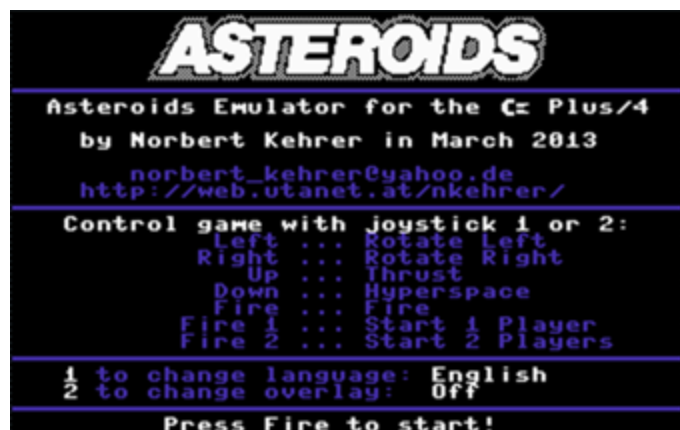 ASTEROIDS
Asteroids Emulator for the C= Plus/4
by Norbert Kehrer in March 2013
norbert_kehrer@yahoo.de
http://web.utanet.at/nkehrer/
Control game with joystick 1 or 2:
Left ... Rotate Left
Right ... Rotate Right
Up ... Thrust
Down ... Hyperspace
Fire ... Fire
Fire 1 ... Start 1 Player
Fire 2 ... Start 2 Players
1 to change language: English
2 to change overlay: Off
Press Fire to start!